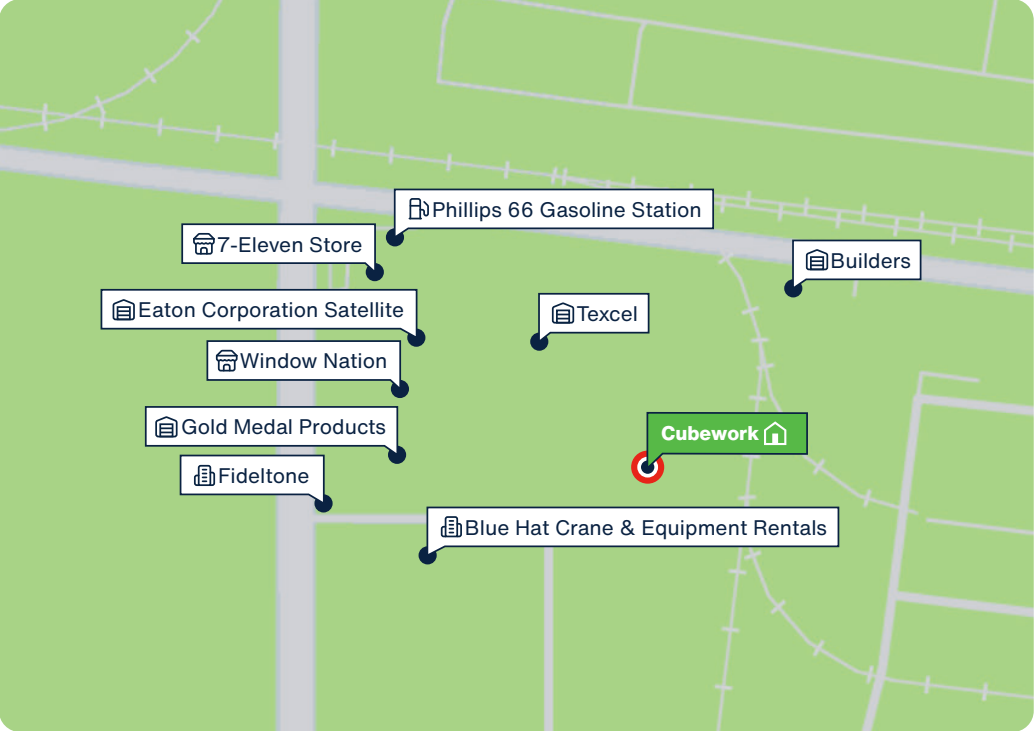 Phillips 66 Gasoline Station
7-Eleven Store
Builders
Eaton Corporation Satellite
Texcel
Window Nation
Gold Medal Products
Cubework
Fideltone
Blue Hat Crane & Equipment Rentals